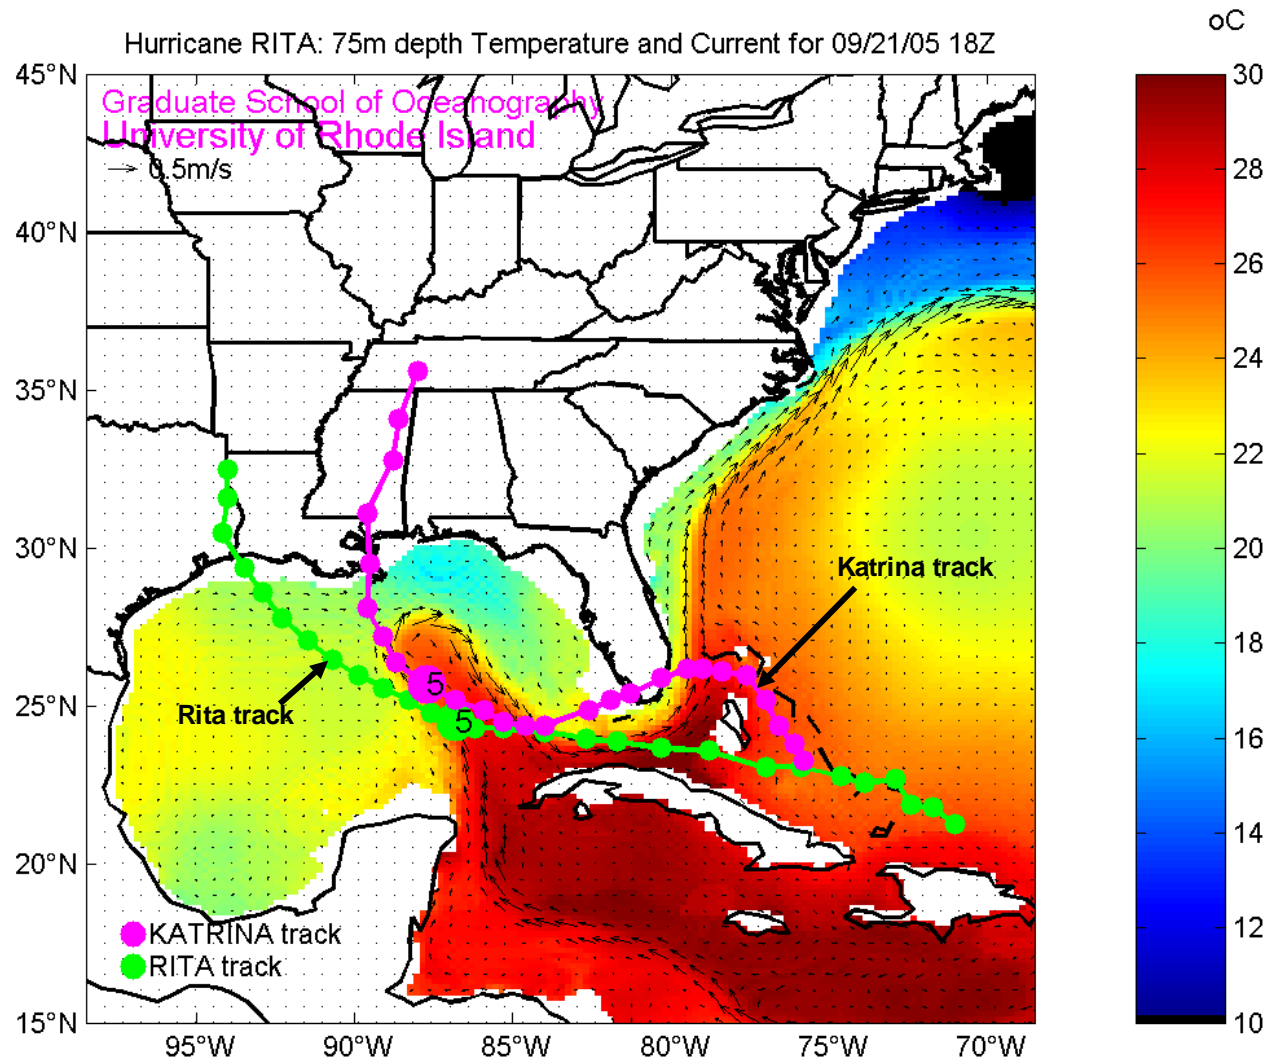 oC
Hurricane RITA: 75m depth Temperature and Current for 09/21/05 18Z
45°N
Graduate School of Oceanography
University of Rhode Island
0.5m/s
40°N
35°N
30°N
25°N
20°N
15°N
Katrina track
5
5
Rita track
KATRINA track
RITA track
95°W 90°W 85°W 80°W 75°W 70°W
30
28
26
24
22
20
18
16
14
12
10